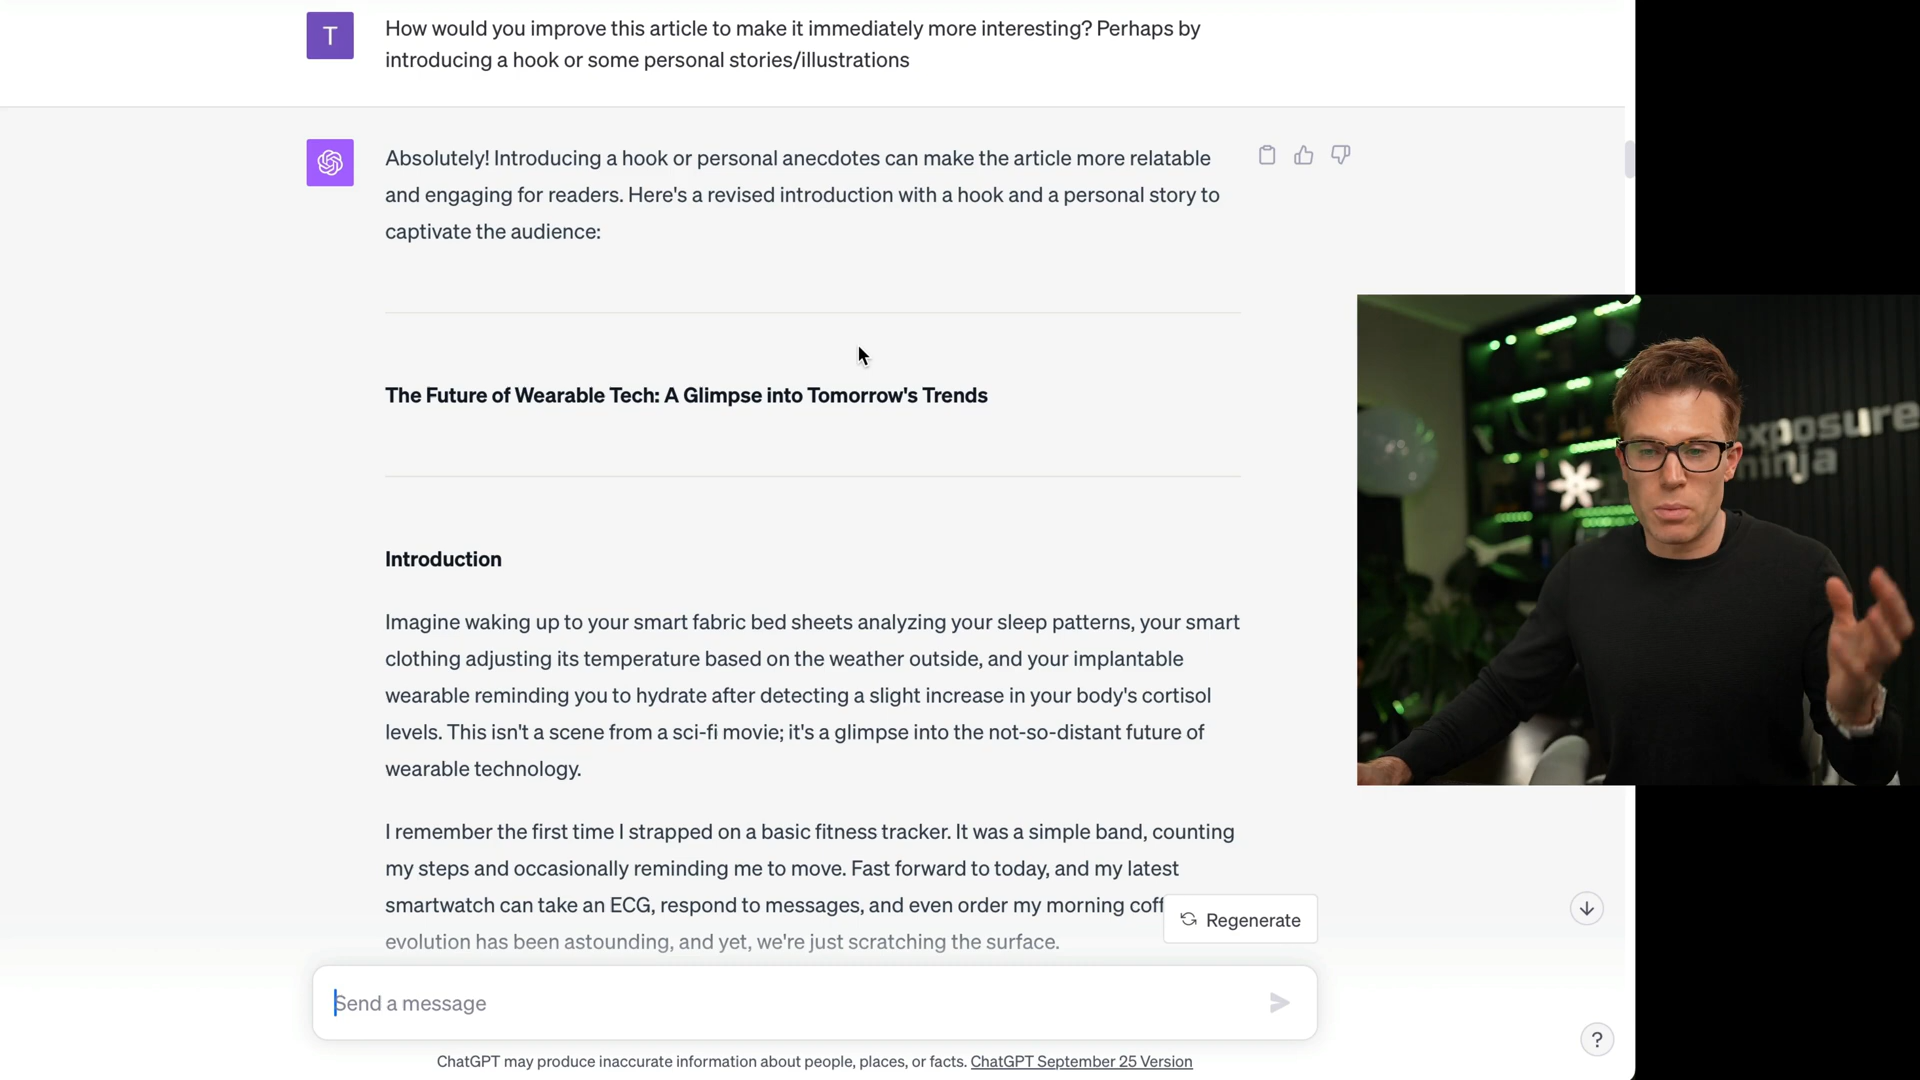 T
How would you improve this article to make it immediately more interesting? Perhaps by
introducing a hook or some personal stories/illustrations
Absolutely! Introducing a hook or personal anecdotes can make the article more relatable
and engaging for readers. Here's a revised introduction with a hook and a personal story to
captivate the audience:
The Future of Wearable Tech: A Glimpse into Tomorrow's Trends
Introduction
Imagine waking up to your smart fabric bed sheets analyzing your sleep patterns, your smart
clothing adjusting its temperature based on the weather outside, and your implantable
wearable reminding you to hydrate after detecting a slight increase in your body's cortisol
levels. This isn't a scene from a sci-fi movie; it's a glimpse into the not-so-distant future of
wearable technology.
I remember the first time I strapped on a basic fitness tracker. It was a simple band, counting
my steps and occasionally reminding me to move. Fast forward to today, and my latest
smartwatch can take an ECG, respond to messages, and even order my morning
evolution has been astounding, and yet, we're just scratching the surface.
Regenerate
Send a message
ChatGPT may produce inaccurate information about people, places, or facts. ChatGPT September 25 Version
?
exposure
ninja